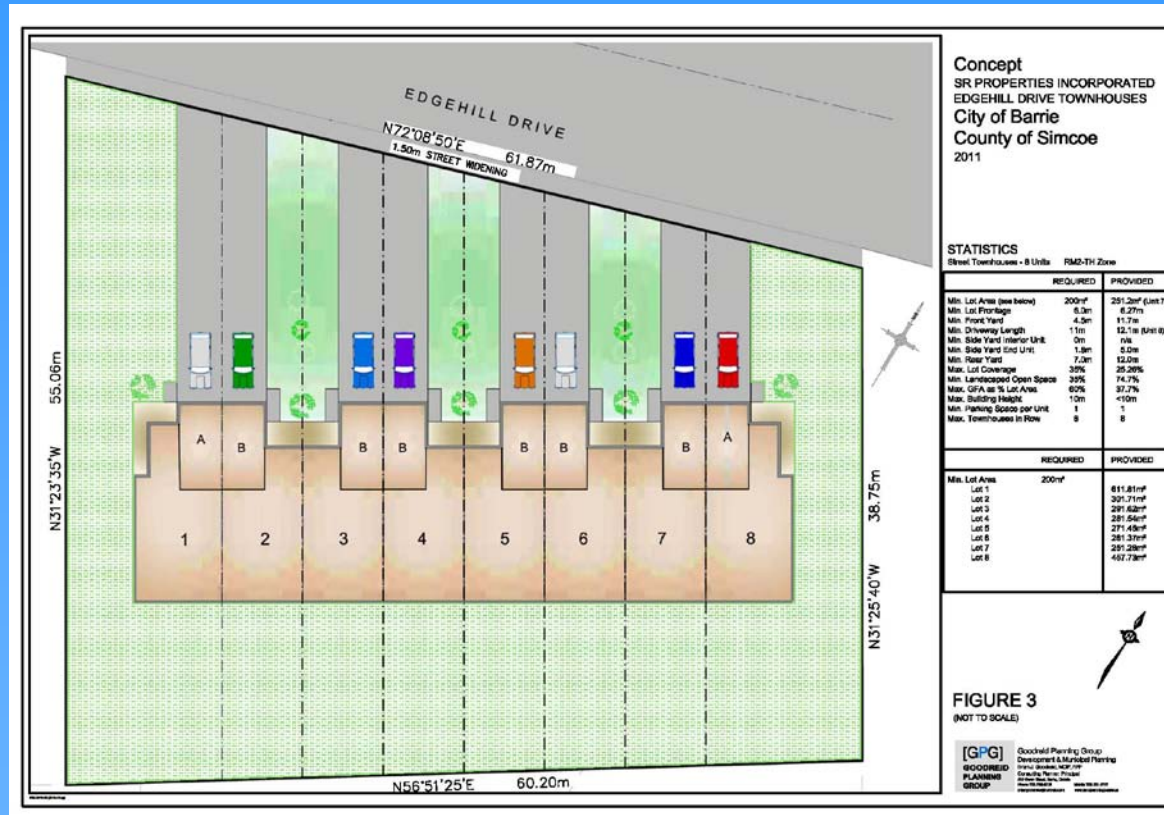 EDGEHILL DRIVE
N72°08'50"E 61.87m
1.50m STREET WIDENING
55.06m
N31°23'35"W
38.75m
N31°25'40"W
A B B B B B B A
1 2 3 4 5 6 7 8
N56°51'25"E 60.20m
Concept
SR PROPERTIES INCORPORATED
EDGEHILL DRIVE TOWNHOUSES
City of Barrie
County of Simcoe
2011
STATISTICS
Street Townhouses - 8 Units RM2-TH Zone
REQUIRED PROVIDED
Min. Lot Area (see below) 200m² 251.2m² (Unit 7
Min. Lot Frontage 6.0m 6.27m
Min. Front Yard 4.5m 11.7m
Min. Driveway Length 11m 12.1m (Unit 8)
Min. Side Yard Interior Unit 0m n/a
Min. Side Yard End Unit 1.8m 5.0m
Min. Rear Yard 7.0m 12.0m
Max. Lot Coverage 35% 25.26%
Min. Landscaped Open Space 35% 74.7%
Max. GFA as % Lot Area 60% 37.7%
Max. Building Height 10m <10m
Min. Parking Space per Unit 1 1
Max. Townhouses in Row 8 8
REQUIRED PROVIDED
Min. Lot Area 200m²
Lot 1 611.81m²
Lot 2 301.71m²
Lot 3 291.62m²
Lot 4 281.54m²
Lot 5 271.45m²
Lot 6 261.37m²
Lot 7 251.28m²
Lot 8 457.73m²
FIGURE 3
(NOT TO SCALE)
[GPG]
GOODREID
PLANNING
GROUP
Goodreid Planning Group
Development & Municipal Planning